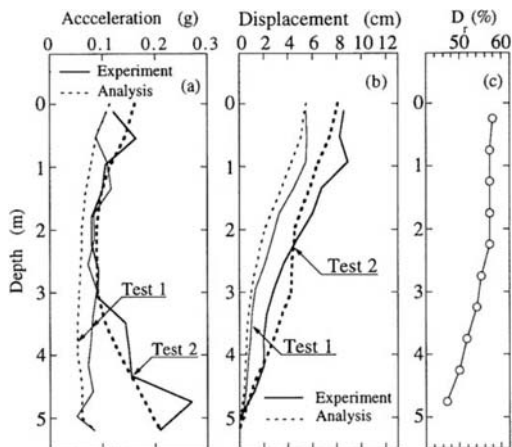 Accceleration (g)
0 0.1 0.2 0.3
Experiment
Analysis
(a)
Depth (m)
0
1
2
3
4
5
Test 1
Test 2
Displacement (cm)
0 2 4 6 8 10 12
(b)
0
1
2
3
4
5
Test 2
Test 1
Experiment
Analysis
Dr (%)
50 60
(c)
0
1
2
3
4
5